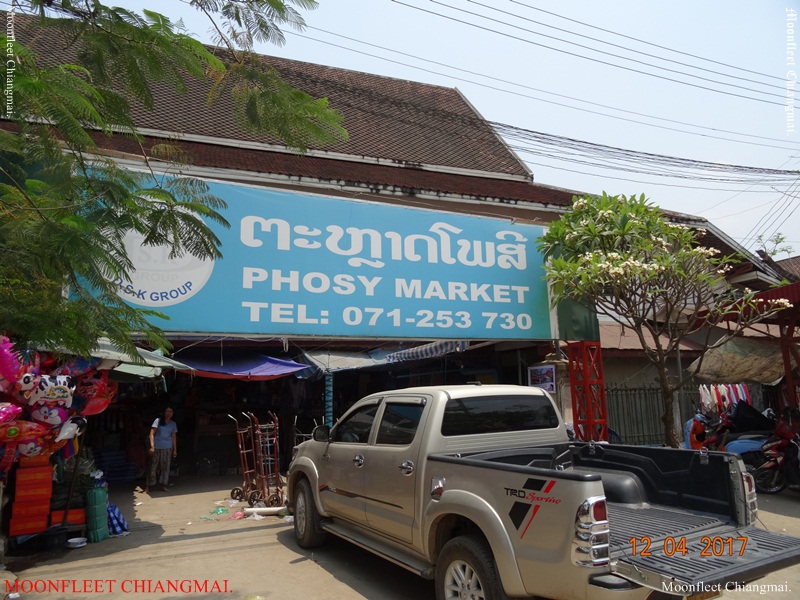 Moonfleet Chiangmai.
Moonfleet Chiangmai.
ຕະຫຼາດໂພສີ
PHOSY MARKET
TEL: 071-253 730
GROUP
&K GROUP
TRD Sportivo
12 04 2017
MOONFLEET CHIANGMAI.
Moonfleet Chiangmai.